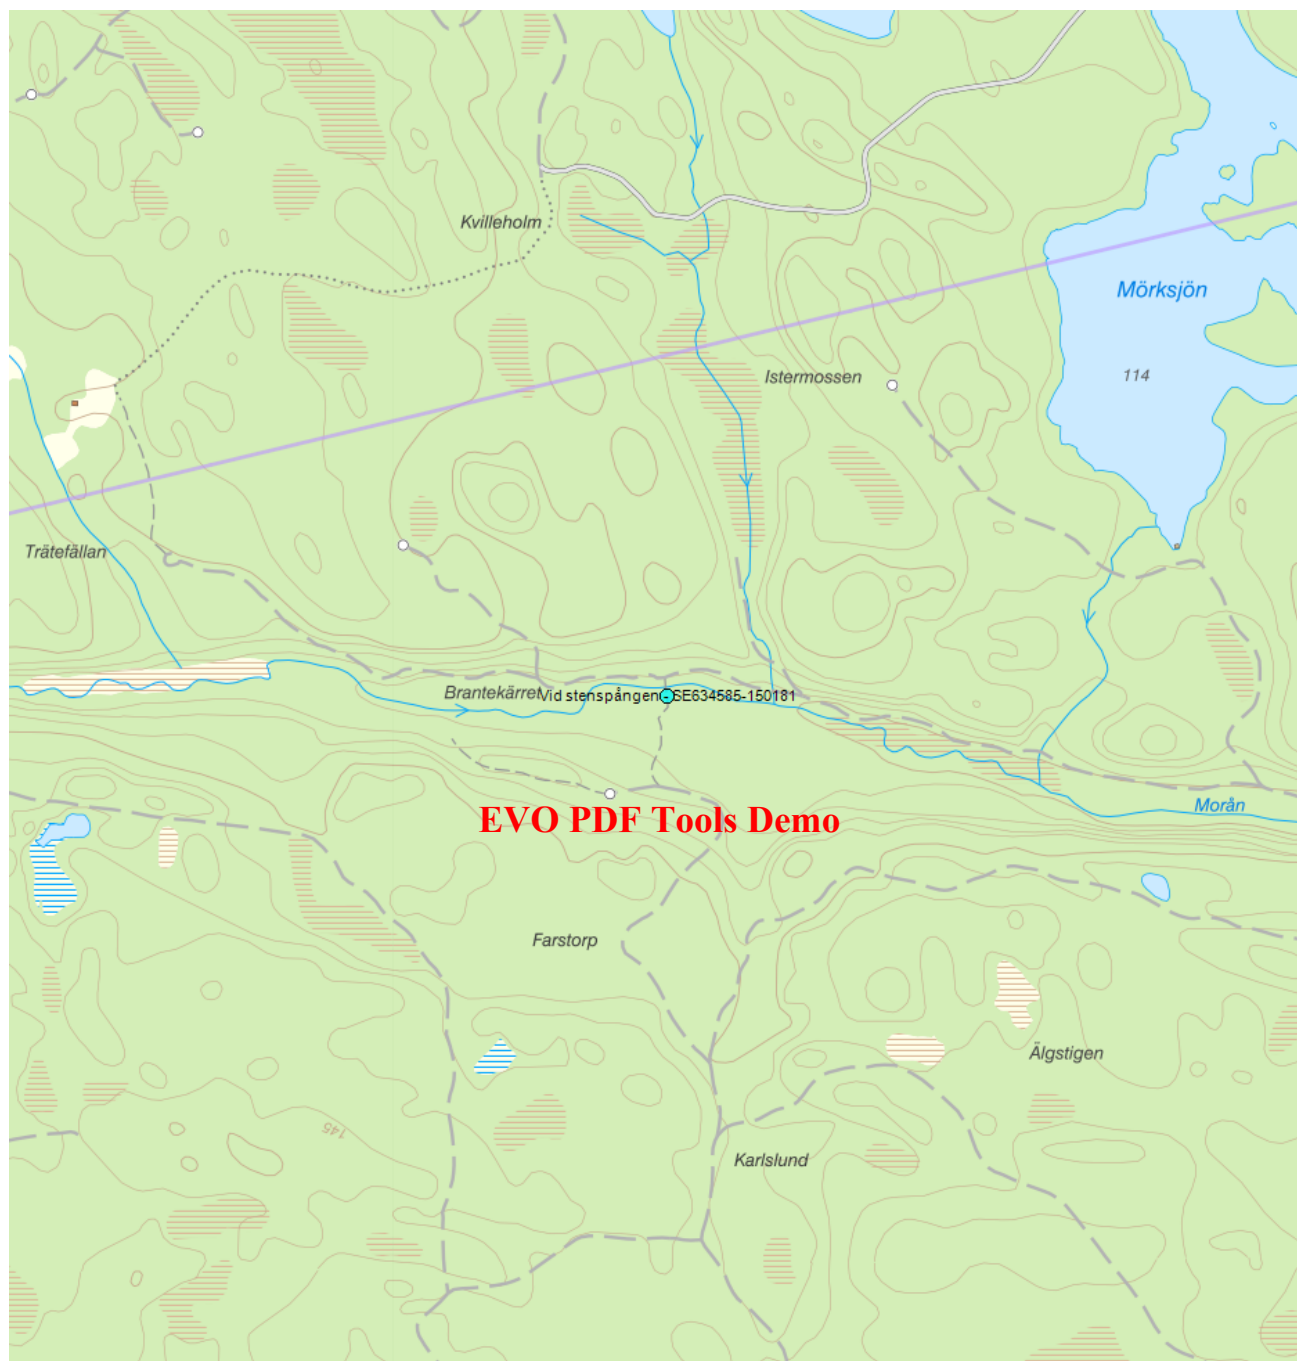 Kvilleholm
Mörksjön
Istermossen
114
Trätefällan
Brantekärret
Vid stenspången - SE634585-150181
Morån
EVO PDF Tools Demo
Farstorp
Älgstigen
145
Karlslund